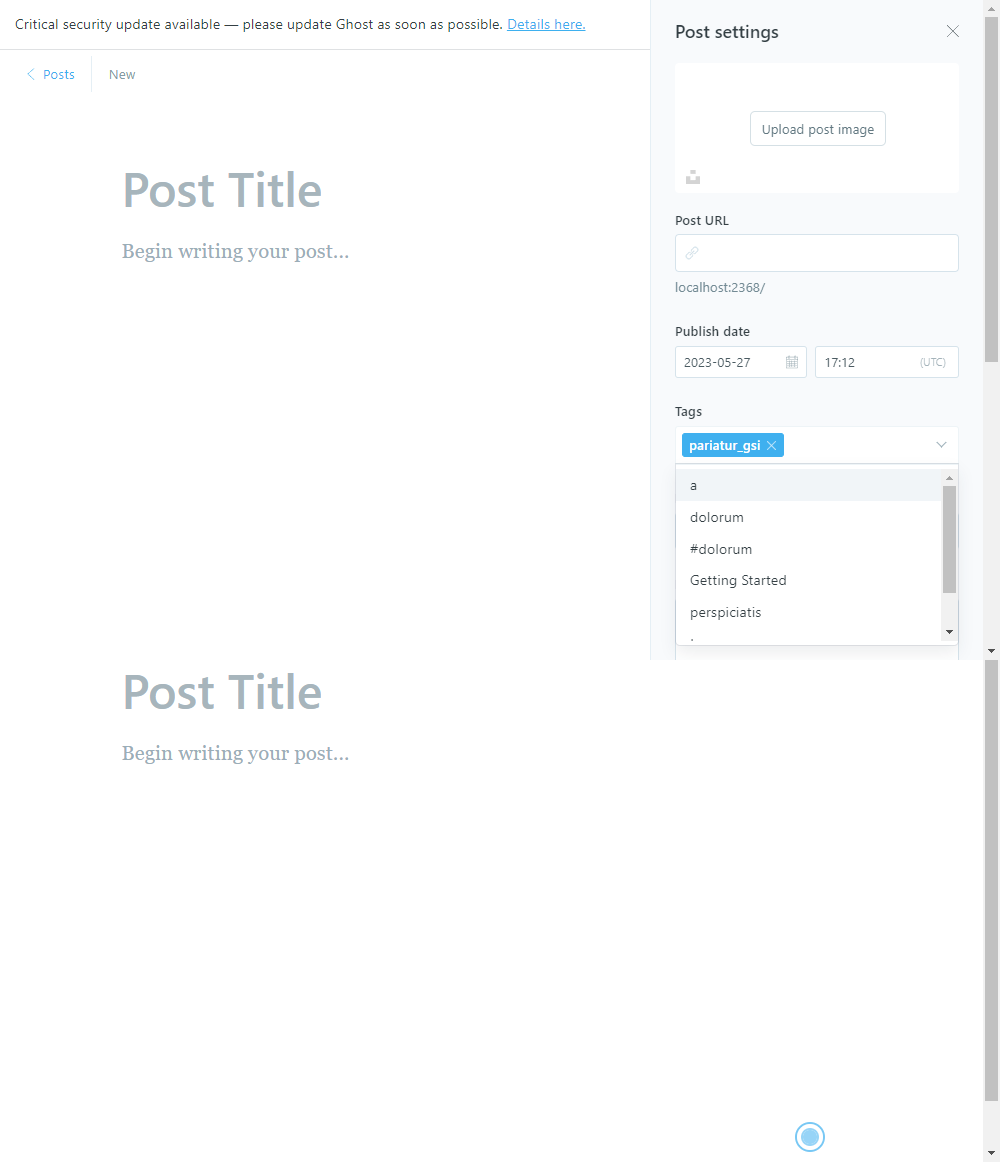 Critical security update available — please update Ghost as soon as possible. Details here.
Posts
New
Post Title
Begin writing your post...
Post settings
Upload post image
Post URL
localhost:2368/
Publish date
2023-05-27
17:12
(UTC)
Tags
pariatur_gsi
a
dolorum
#dolorum
Getting Started
perspiciatis
Post Title
Begin writing your post...